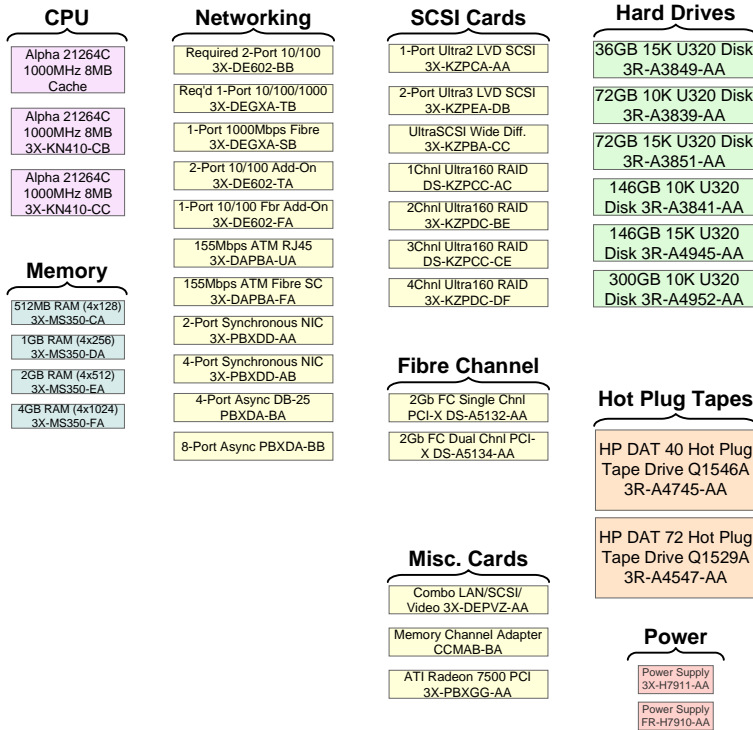 CPU
Alpha 21264C
1000MHz 8MB
Cache
Alpha 21264C
1000MHz 8MB
3X-KN410-CB
Alpha 21264C
1000MHz 8MB
3X-KN410-CC
Memory
512MB RAM (4x128)
3X-MS350-CA
1GB RAM (4x256)
3X-MS350-DA
2GB RAM (4x512)
3X-MS350-EA
4GB RAM (4x1024)
3X-MS350-FA
Networking
Required 2-Port 10/100
3X-DE602-BB
Req'd 1-Port 10/100/1000
3X-DEGXA-TB
1-Port 1000Mbps Fibre
3X-DEGXA-SB
2-Port 10/100 Add-On
3X-DE602-TA
1-Port 10/100 Fbr Add-On
3X-DE602-FA
155Mbps ATM RJ45
3X-DAPBA-UA
155Mbps ATM Fibre SC
3X-DAPBA-FA
2-Port Synchronous NIC
3X-PBXDD-AA
4-Port Synchronous NIC
3X-PBXDD-AB
4-Port Async DB-25
PBXDA-BA
8-Port Async PBXDA-BB
SCSI Cards
1-Port Ultra2 LVD SCSI
3X-KZPCA-AA
2-Port Ultra3 LVD SCSI
3X-KZPEA-DB
UltraSCSI Wide Diff.
3X-KZPBA-CC
1Chnl Ultra160 RAID
DS-KZPCC-AC
2Chnl Ultra160 RAID
3X-KZPDC-BE
3Chnl Ultra160 RAID
DS-KZPCC-CE
4Chnl Ultra160 RAID
3X-KZPDC-DF
Fibre Channel
2Gb FC Single Chnl
PCI-X DS-A5132-AA
2Gb FC Dual Chnl PCI-
X DS-A5134-AA
Misc. Cards
Combo LAN/SCSI/
Video 3X-DEPVZ-AA
Memory Channel Adapter
CCMAB-BA
ATI Radeon 7500 PCI
3X-PBXGG-AA
Hard Drives
36GB 15K U320 Disk
3R-A3849-AA
72GB 10K U320 Disk
3R-A3839-AA
72GB 15K U320 Disk
3R-A3851-AA
146GB 10K U320
Disk 3R-A3841-AA
146GB 15K U320
Disk 3R-A4945-AA
300GB 10K U320
Disk 3R-A4952-AA
Hot Plug Tapes
HP DAT 40 Hot Plug
Tape Drive Q1546A
3R-A4745-AA
HP DAT 72 Hot Plug
Tape Drive Q1529A
3R-A4547-AA
Power
Power Supply
3X-H7911-AA
Power Supply
FR-H7910-AA